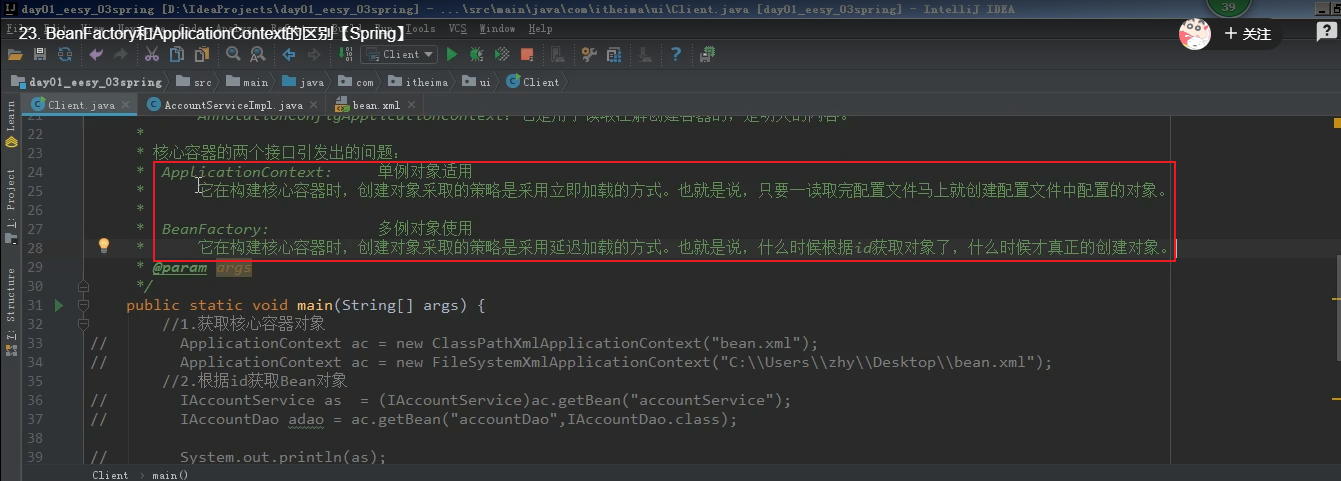 day01_eesy_03spring [D:\IdeaProjects\day01_eesy_03spring] - ...\src\main\java\com\itheima\ui\Client.java [day01_eesy_03spring] - IntelliJ IDEA
39
23. BeanFactory和ApplicationContext的区别【Spring】
Tools VCS Window Help
+ 关注
Client
day01_eesy_03spring src main java com itheima ui Client
Client.java AccountServiceImpl.java bean.xml
Learn
1: Project
7: Structure
22 *
23 * 核心容器的两个接口引发出的问题:
24 * ApplicationContext: 单例对象适用
25 * 它在构建核心容器时，创建对象采取的策略是采用立即加载的方式。也就是说，只要一读取完配置文件马上就创建配置文件中配置的对象。
26 *
27 * BeanFactory: 多例对象使用
28 * 它在构建核心容器时，创建对象采取的策略是采用延迟加载的方式。也就是说，什么时候根据id获取对象了，什么时候才真正的创建对象。
29 * @param args
30 */
31 public static void main(String[] args) {
32 //1.获取核心容器对象
33 // ApplicationContext ac = new ClassPathXmlApplicationContext("bean.xml");
34 // ApplicationContext ac = new FileSystemXmlApplicationContext("C:\\Users\\zhy\\Desktop\\bean.xml");
35 //2.根据id获取Bean对象
36 // IAccountService as = (IAccountService)ac.getBean("accountService");
37 // IAccountDao adao = ac.getBean("accountDao",IAccountDao.class);
38
39 // System.out.println(as);
Client › main()